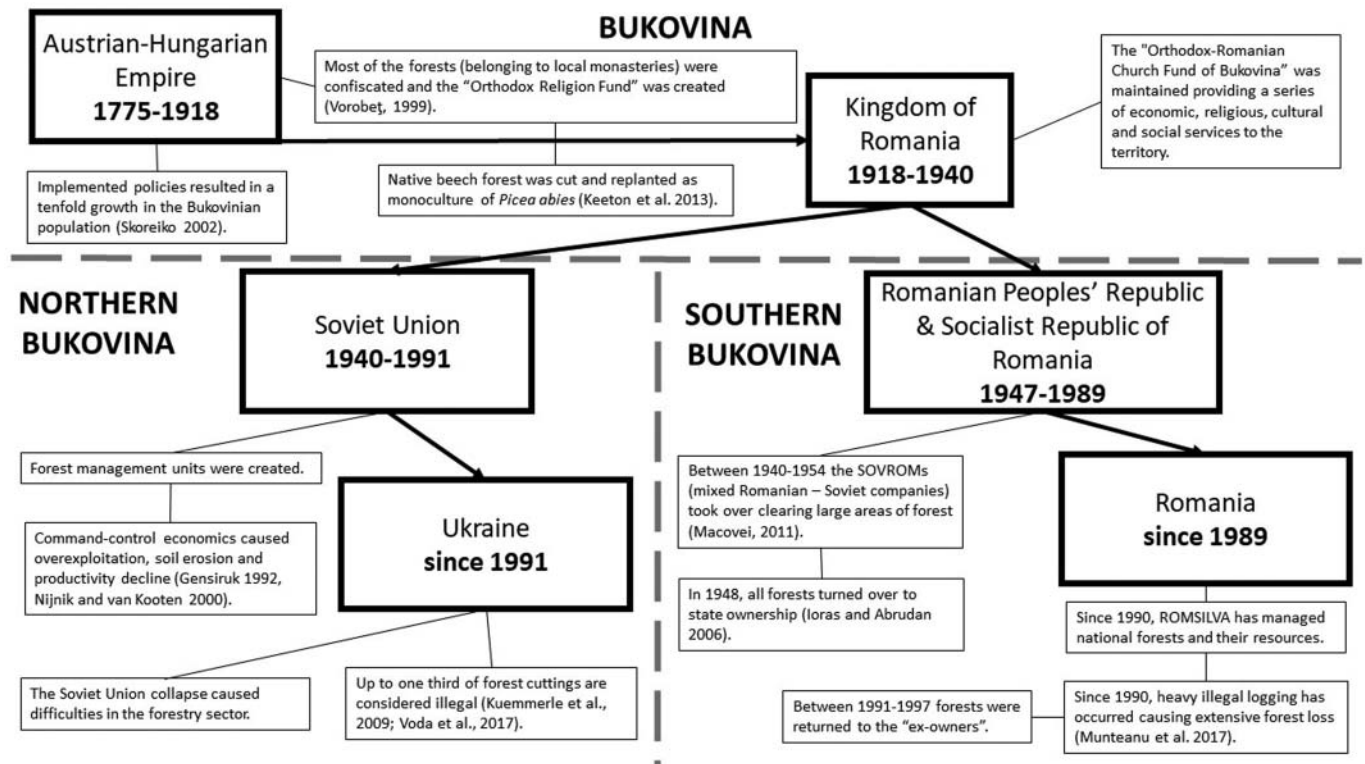 BUKOVINA
Austrian-Hungarian
Empire
1775-1918
Most of the forests (belonging to local monasteries) were
confiscated and the “Orthodox Religion Fund” was created
(Vorobeţ, 1999).
Kingdom of
Romania
1918-1940
The "Orthodox-Romanian
Church Fund of Bukovina” was
maintained providing a series
of economic, religious, cultural
and social services to the
territory.
Implemented policies resulted in a
tenfold growth in the Bukovinian
population (Skoreiko 2002).
Native beech forest was cut and replanted as
monoculture of Picea abies (Keeton et al. 2013).
NORTHERN
BUKOVINA
Soviet Union
1940-1991
Forest management units were created.
Command-control economics caused
overexploitation, soil erosion and
productivity decline (Gensiruk 1992,
Nijnik and van Kooten 2000).
Ukraine
since 1991
The Soviet Union collapse caused
difficulties in the forestry sector.
Up to one third of forest cuttings are
considered illegal (Kuemmerle et al.,
2009; Voda et al., 2017).
SOUTHERN
BUKOVINA
Romanian Peoples’ Republic
& Socialist Republic of
Romania
1947-1989
Between 1940-1954 the SOVROMs
(mixed Romanian – Soviet companies)
took over clearing large areas of forest
(Macovei, 2011).
In 1948, all forests turned over to
state ownership (Ioras and Abrudan
2006).
Romania
since 1989
Since 1990, ROMSILVA has managed
national forests and their resources.
Since 1990, heavy illegal logging has
occurred causing extensive forest loss
(Munteanu et al. 2017).
Between 1991-1997 forests were
returned to the “ex-owners”.